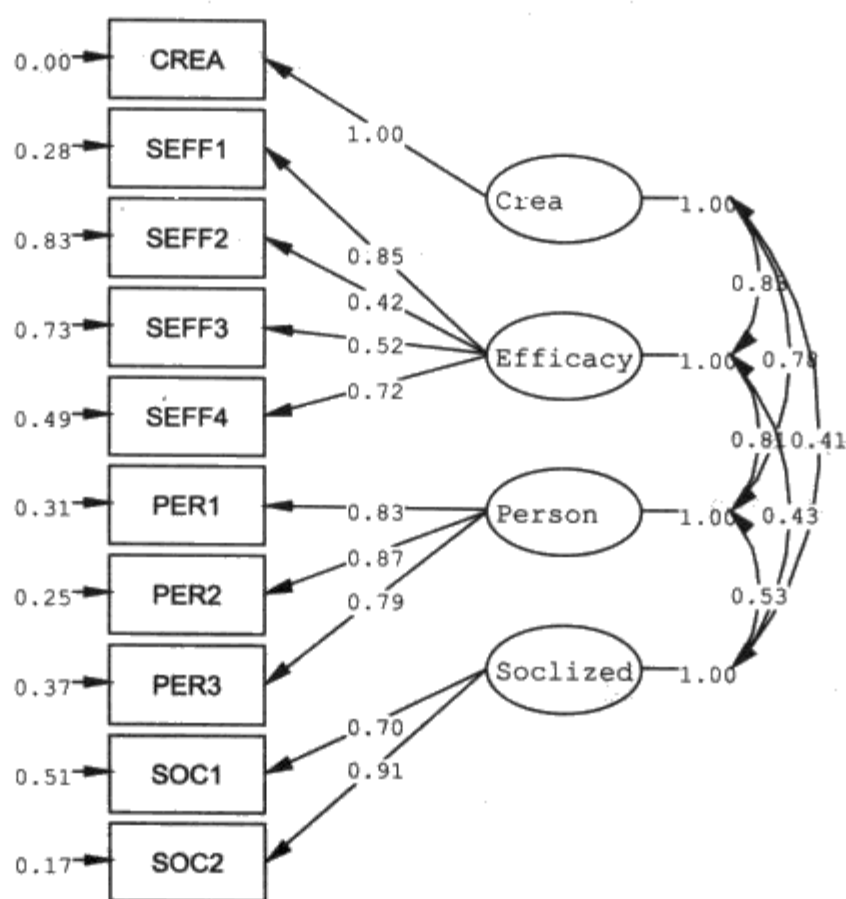 0.00 CREA
1.00
0.28 SEFF1
Crea 1.00
0.83 SEFF2
0.85
0.42
0.73 SEFF3
0.52
Efficacy 1.00
0.78
0.72
0.49 SEFF4
0.81 0.41
0.31 PER1
0.83
Person 1.00
0.43
0.87
0.25 PER2
0.79
0.53
0.37 PER3
Soclized 1.00
0.70
0.51 SOC1
0.91
0.17 SOC2